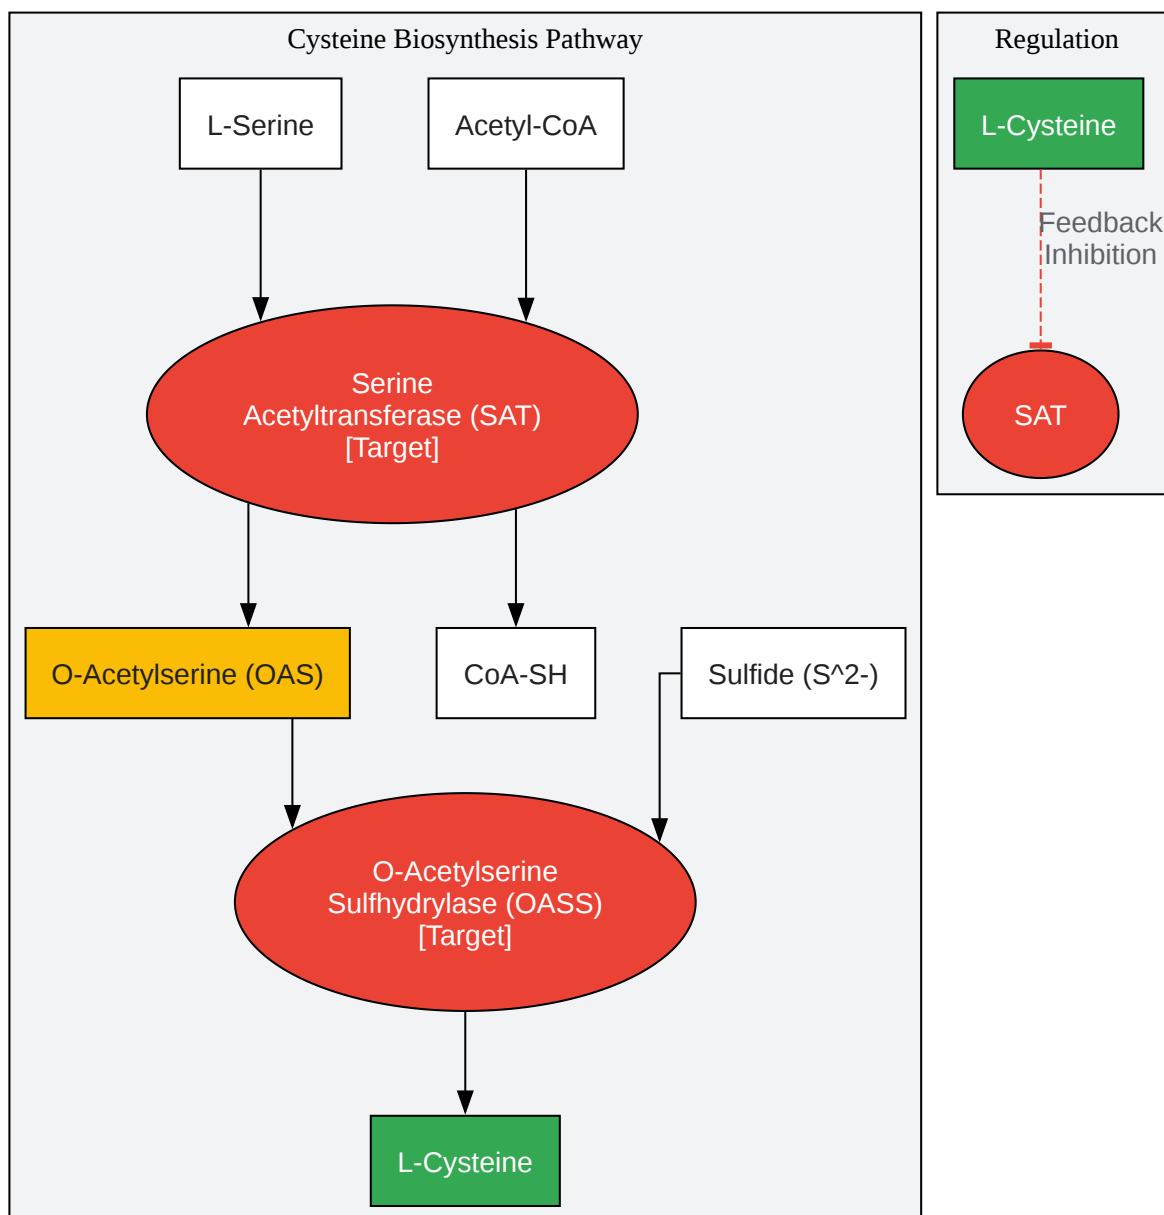 Cysteine Biosynthesis Pathway
L-Serine
Acetyl-CoA
Serine
Acetyltransferase (SAT)
[Target]
O-Acetylserine (OAS)
CoA-SH
Sulfide (S^2-)
O-Acetylserine
Sulfhydrylase (OASS)
[Target]
L-Cysteine
Regulation
L-Cysteine
Feedback
Inhibition
SAT